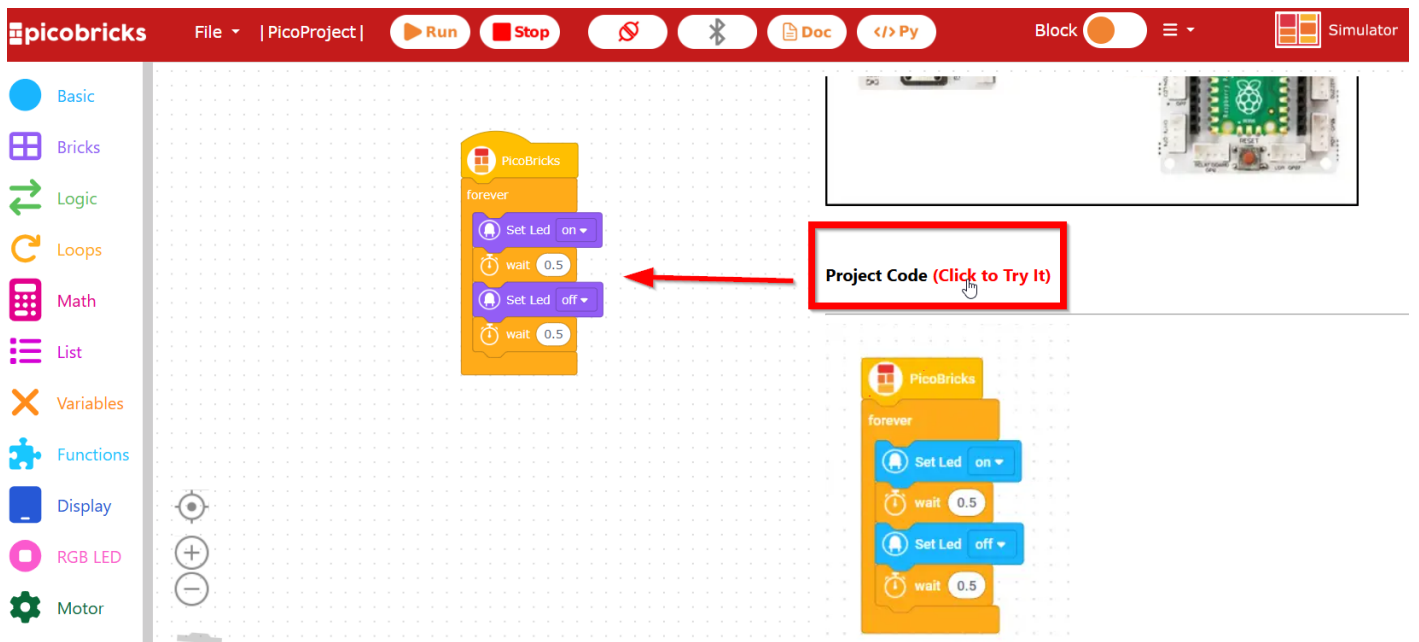 picobricks File |PicoProject| Run Stop Doc </> Py Block Simulator
Basic
Bricks
Logic
Loops
Math
List
Variables
Functions
Display
RGB LED
Motor
PicoBricks
forever
Set Led on
wait 0.5
Set Led off
wait 0.5
RESET
Project Code (Click to Try It)
PicoBricks
forever
Set Led on
wait 0.5
Set Led off
wait 0.5